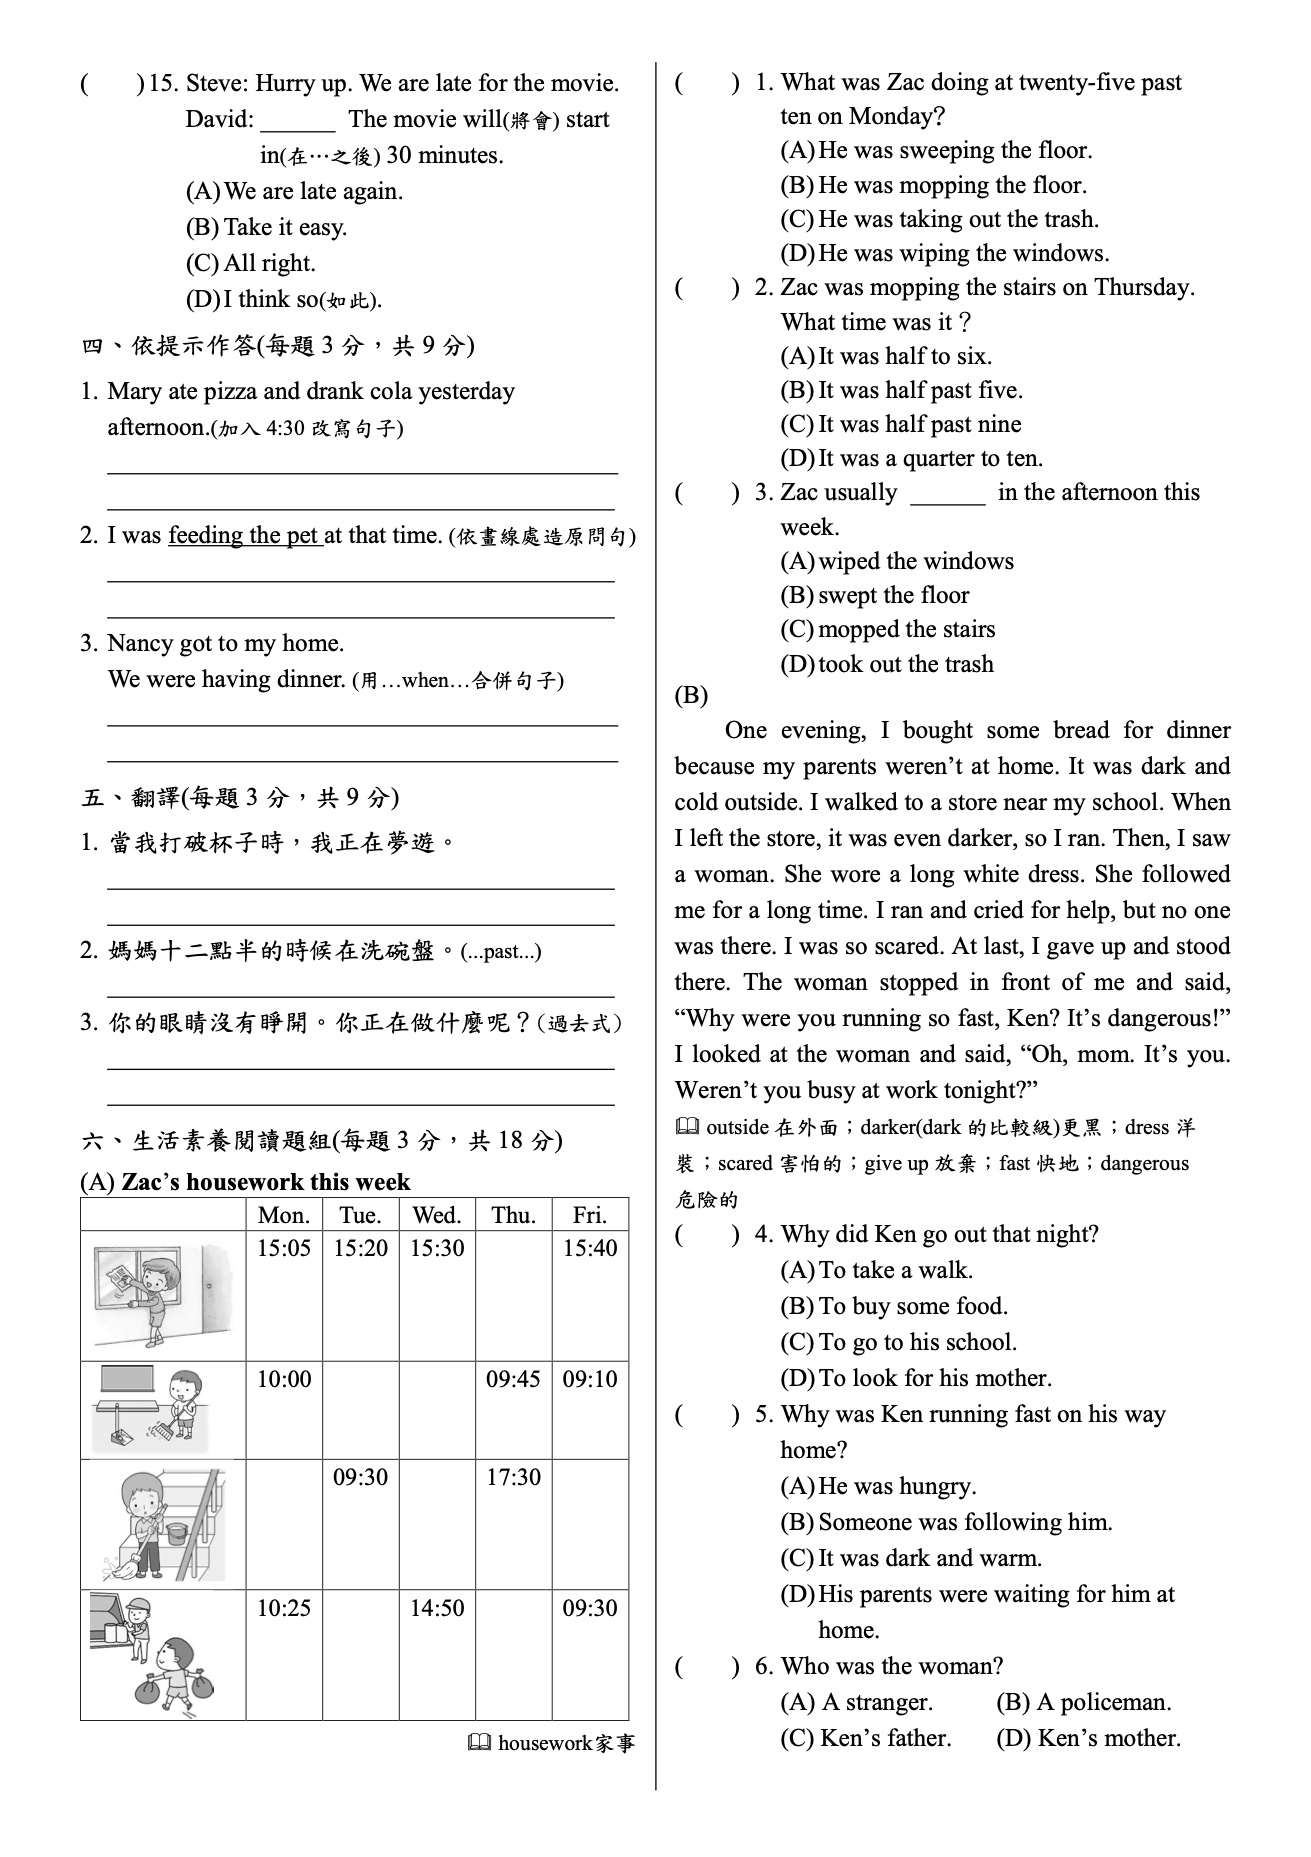 (　　)15. Steve: Hurry up. We are late for the movie.
David: ______ The movie will(將會) start
in(在⋯之後) 30 minutes.
(A)We are late again.
(B)Take it easy.
(C)All right.
(D)I think so(如此).
四、依提示作答(每題 3 分，共 9 分)
1. Mary ate pizza and drank cola yesterday
afternoon.(加入 4:30 改寫句子)
2. I was feeding the pet at that time. (依畫線處造原問句)
3. Nancy got to my home.
We were having dinner. (用…when…合併句子)
五、翻譯(每題 3 分，共 9 分)
1. 當我打破杯子時，我正在夢遊。
2. 媽媽十二點半的時候在洗碗盤。(...past...)
3. 你的眼睛沒有睜開。你正在做什麼呢？(過去式)
六、生活素養閱讀題組(每題 3 分，共 18 分)
(A) Zac’s housework this week
Mon. Tue. Wed. Thu. Fri.
15:05 15:20 15:30 15:40
10:00 09:45 09:10
09:30 17:30
10:25 14:50 09:30
housework家事
(　　) 1. What was Zac doing at twenty-five past
ten on Monday?
(A)He was sweeping the floor.
(B)He was mopping the floor.
(C)He was taking out the trash.
(D)He was wiping the windows.
(　　) 2. Zac was mopping the stairs on Thursday.
What time was it？
(A)It was half to six.
(B)It was half past five.
(C)It was half past nine
(D)It was a quarter to ten.
(　　) 3. Zac usually ______ in the afternoon this
week.
(A)wiped the windows
(B)swept the floor
(C)mopped the stairs
(D)took out the trash
(B)
One evening, I bought some bread for dinner
because my parents weren’t at home. It was dark and
cold outside. I walked to a store near my school. When
I left the store, it was even darker, so I ran. Then, I saw
a woman. She wore a long white dress. She followed
me for a long time. I ran and cried for help, but no one
was there. I was so scared. At last, I gave up and stood
there. The woman stopped in front of me and said,
“Why were you running so fast, Ken? It’s dangerous!”
I looked at the woman and said, “Oh, mom. It’s you.
Weren’t you busy at work tonight?”
outside 在外面；darker(dark 的比較級)更黑；dress 洋
裝；scared 害怕的；give up 放棄；fast 快地；dangerous
危險的
(　　) 4. Why did Ken go out that night?
(A)To take a walk.
(B)To buy some food.
(C)To go to his school.
(D)To look for his mother.
(　　) 5. Why was Ken running fast on his way
home?
(A)He was hungry.
(B)Someone was following him.
(C)It was dark and warm.
(D)His parents were waiting for him at
home.
(　　) 6. Who was the woman?
(A) A stranger. (B) A policeman.
(C) Ken’s father. (D) Ken’s mother.